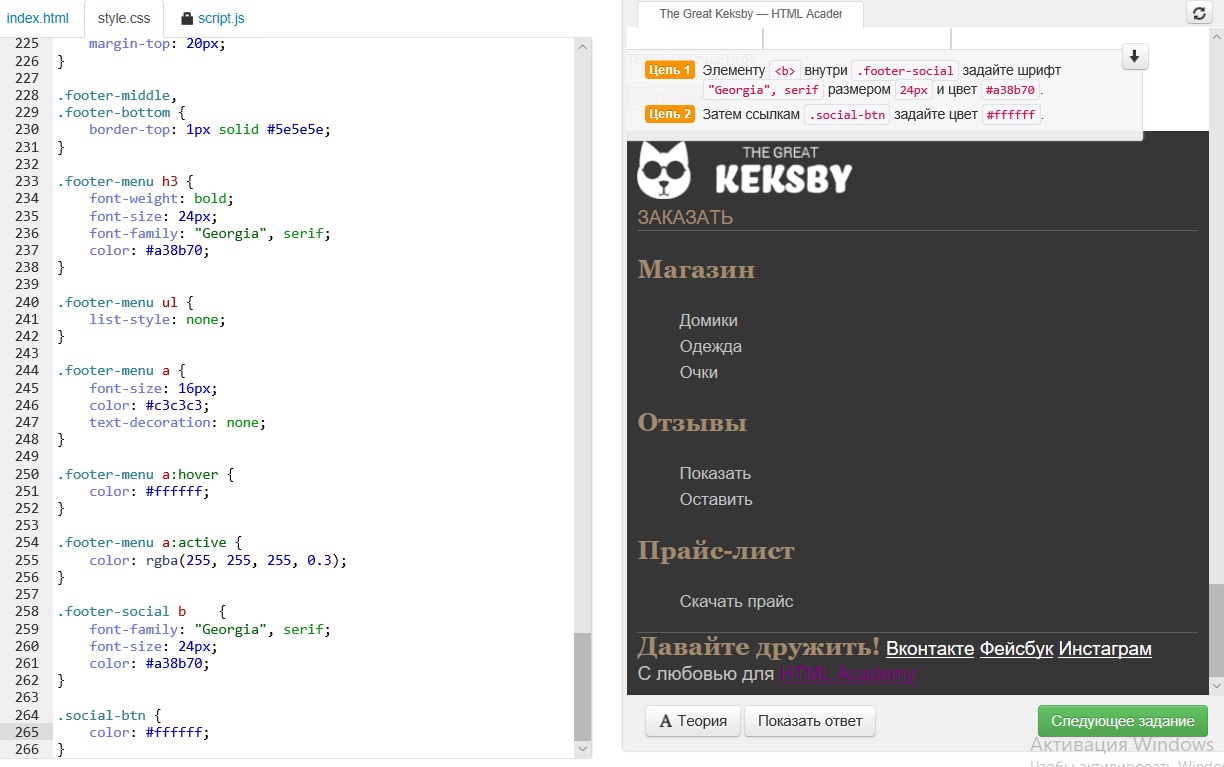 index.html
style.css
script.js
225 margin-top: 20px;
226 }
227
228 .footer-middle,
229 .footer-bottom {
230 border-top: 1px solid #5e5e5e;
231 }
232
233 .footer-menu h3 {
234 font-weight: bold;
235 font-size: 24px;
236 font-family: "Georgia", serif;
237 color: #a38b70;
238 }
239
240 .footer-menu ul {
241 list-style: none;
242 }
243
244 .footer-menu a {
245 font-size: 16px;
246 color: #c3c3c3;
247 text-decoration: none;
248 }
249
250 .footer-menu a:hover {
251 color: #ffffff;
252 }
253
254 .footer-menu a:active {
255 color: rgba(255, 255, 255, 0.3);
256 }
257
258 .footer-social b {
259 font-family: "Georgia", serif;
260 font-size: 24px;
261 color: #a38b70;
262 }
263
264 .social-btn {
265 color: #ffffff;
266 }
The Great Keksby — HTML Acader
Цель 1 Элементу <b> внутри .footer-social задайте шрифт
"Georgia", serif размером 24px и цвет #a38b70.
Цель 2 Затем ссылкам .social-btn задайте цвет #ffffff.
THE GREAT
KEKSBY
ЗАКАЗАТЬ
Магазин
Домики
Одежда
Очки
Отзывы
Показать
Оставить
Прайс-лист
Скачать прайс
Давайте дружить! Вконтакте Фейсбук Инстаграм
С любовью для HTML Academy
A Теория
Показать ответ
Следующее задание
Активация Windows